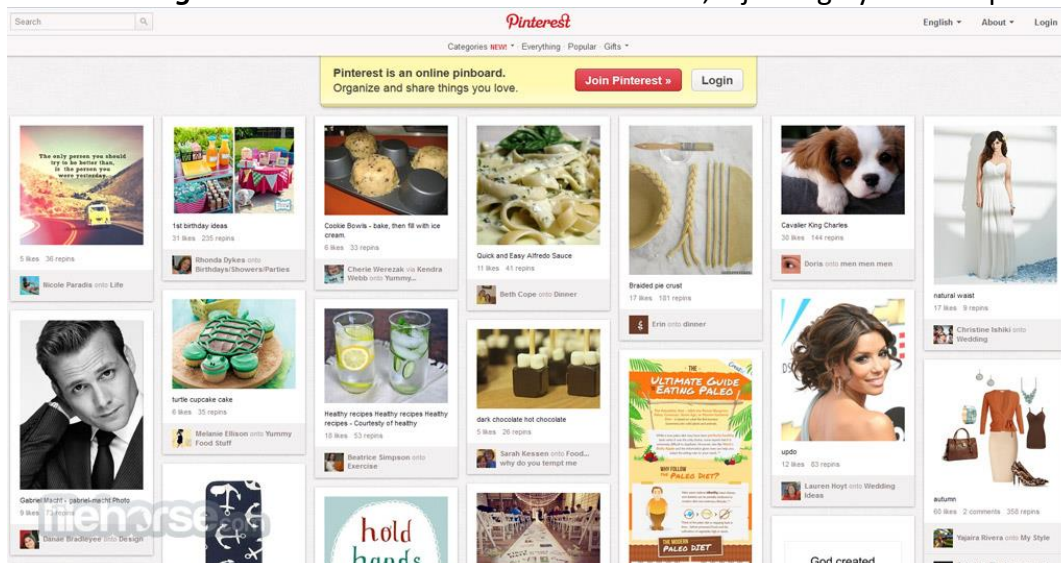 Search
Pinterest
English
About
Login
Categories NEW! · Everything · Popular · Gifts
Pinterest is an online pinboard.
Organize and share things you love.
Join Pinterest »
Login
The only person you should
try to be better than,
is the person you
were yesterday.
5 likes 36 repins
Nicole Paradis onto Life
Gabriel Macht - gabriel-macht Photo
9 likes
Danae Bradleyee onto Design
filehorse.com
1st birthday ideas
31 likes 235 repins
Rhonda Dykes onto
Birthdays/Showers/Parties
turtle cupcake cake
6 likes 35 repins
Melanie Ellison onto Yummy
Food Stuff
Cookie Bowls - bake, then fill with ice
cream.
6 likes 33 repins
Cherie Werezak via Kendra
Webb onto Yummy...
Healthy recipes Healthy recipes Healthy
recipes - Courtesty of healthy
18 likes 53 repins
Beatrice Simpson onto
Exercise
hold
hands
Quick and Easy Alfredo Sauce
11 likes 41 repins
Beth Cope onto Dinner
dark chocolate hot chocolate
5 likes 26 repins
Sarah Kessen onto Food...
why do you tempt me
Braided pie crust
17 likes 181 repins
Erin onto dinner
THE
ULTIMATE GUIDE
EATING PALEO
WHY FOLLOW
THE PALEO DIET?
THE MODERN
PALEO DIET
Cavalier King Charles
30 likes 144 repins
Doris onto men men men
updo
12 likes 83 repins
Lauren Hoyt onto Wedding
Ideas
God created
natural waist
17 likes 9 repins
Christine Ishiki onto
Wedding
autumn
60 likes 2 comments 358 repins
Yajaira Rivera onto My Style